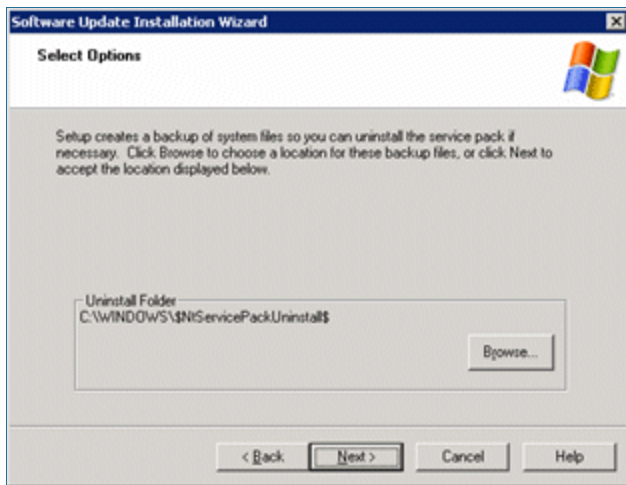 Software Update Installation Wizard
Select Options
Setup creates a backup of system files so you can uninstall the service pack if
necessary. Click Browse to choose a location for these backup files, or click Next to
accept the location displayed below.
Uninstall Folder
C:\WINDOWS\$NtServicePackUninstall$
Browse...
< Back Next > Cancel Help